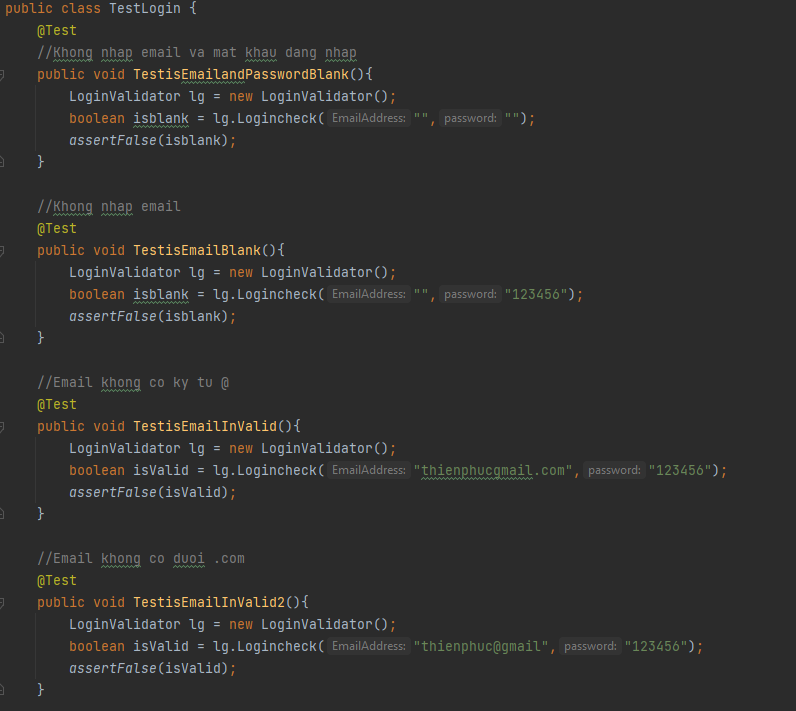 public class TestLogin {
@Test
//Khong nhap email va mat khau dang nhap
public void TestisEmailandPasswordBlank(){
LoginValidator lg = new LoginValidator();
boolean isblank = lg.Logincheck( EmailAddress: "", password: "");
assertFalse(isblank);
}
//Khong nhap email
@Test
public void TestisEmailBlank(){
LoginValidator lg = new LoginValidator();
boolean isblank = lg.Logincheck( EmailAddress: "", password: "123456");
assertFalse(isblank);
}
//Email khong co ky tu @
@Test
public void TestisEmailInValid(){
LoginValidator lg = new LoginValidator();
boolean isValid = lg.Logincheck( EmailAddress: "thienphucgmail.com", password: "123456");
assertFalse(isValid);
}
//Email khong co duoi .com
@Test
public void TestisEmailInValid2(){
LoginValidator lg = new LoginValidator();
boolean isValid = lg.Logincheck( EmailAddress: "thienphuc@gmail", password: "123456");
assertFalse(isValid);
}